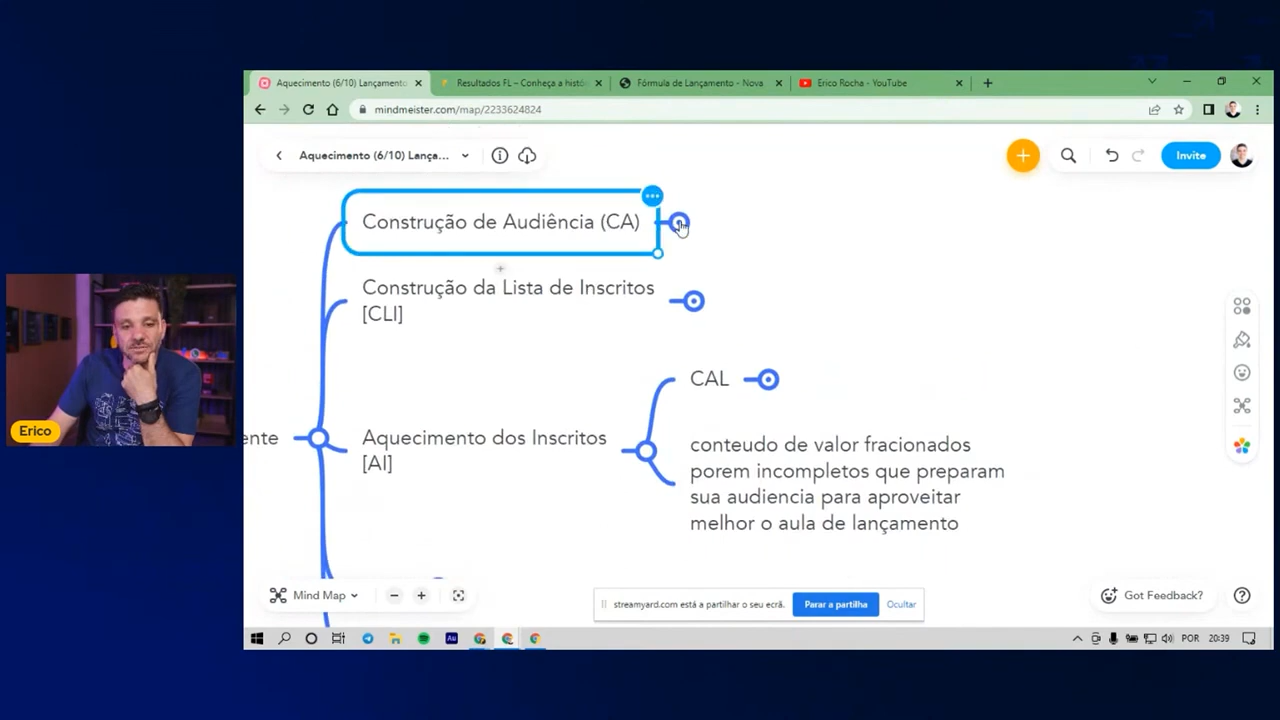 Aquecimento (6/10) Lançamento
Resultados FL – Conheça a histó
Fórmula de Lançamento - Nova
Erico Rocha - YouTube
mindmeister.com/map/2233624824
Aquecimento (6/10) Lança...
Invite
Construção de Audiência (CA)
Construção da Lista de Inscritos
[CLI]
CAL
ente
Aquecimento dos Inscritos
[AI]
conteudo de valor fracionados
porem incompletos que preparam
sua audiencia para aproveitar
melhor o aula de lançamento
Erico
Mind Map
streamyard.com está a partilhar o seu ecrã.
Parar a partilha
Ocultar
Got Feedback?
Au
POR
20:39